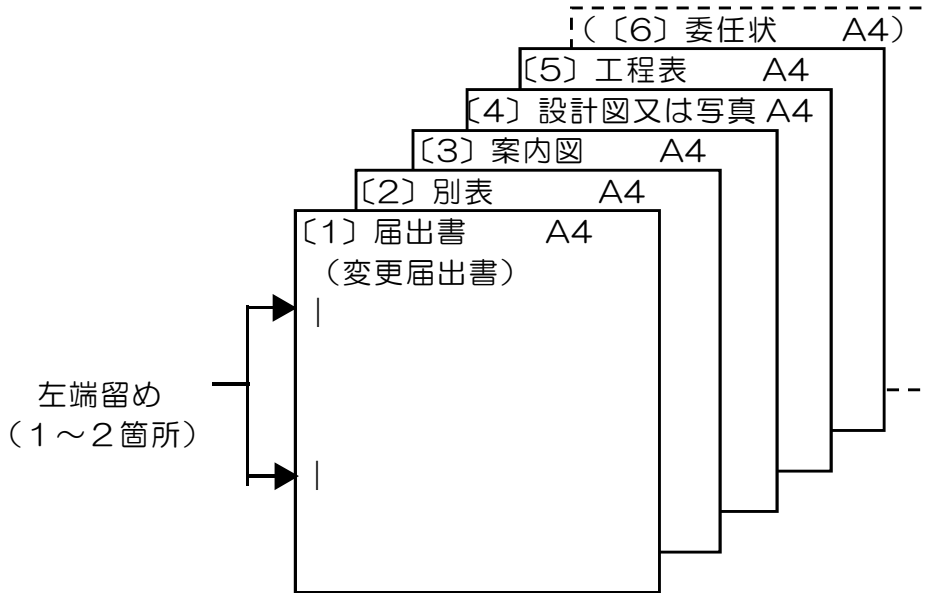 （〔6〕委任状　　A4）
〔5〕工程表　　A4
〔4〕設計図又は写真 A4
〔3〕案内図　　A4
〔2〕別表　　A4
〔1〕届出書　　A4
（変更届出書）
左端留め
（１～２箇所）